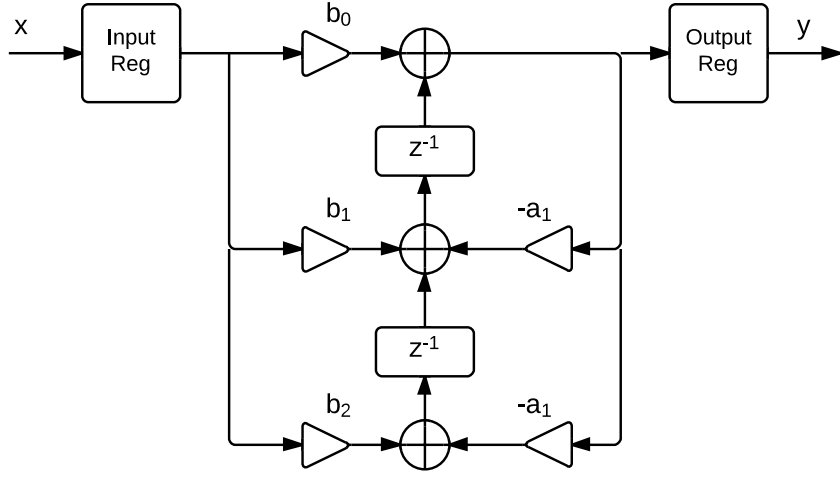 x
Input
Reg
b₀
Output
Reg
y
z⁻¹
b₁
-a₁
z⁻¹
b₂
-a₁